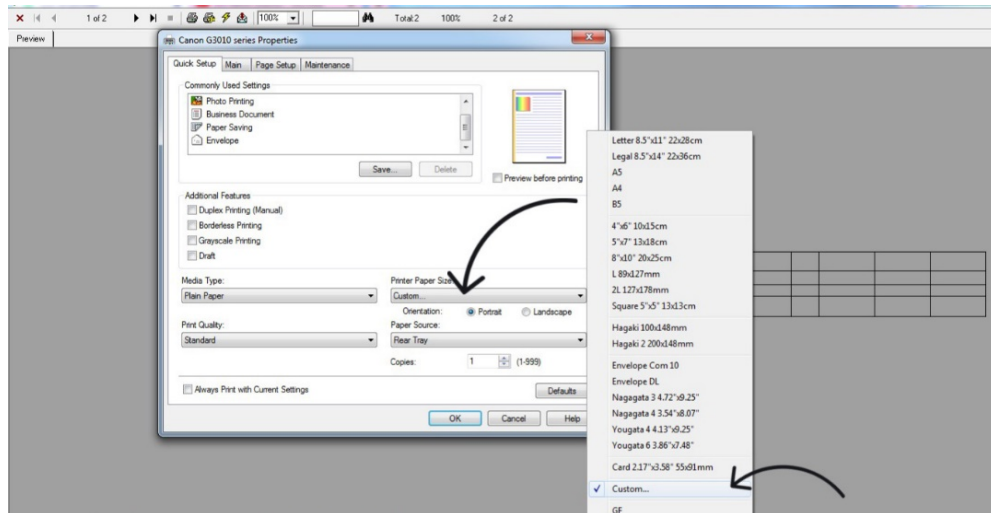 1 of 2 100% Total:2 100% 2 of 2
Preview
Canon G3010 series Properties
Quick Setup Main Page Setup Maintenance
Commonly Used Settings
Photo Printing
Business Document
Paper Saving
Envelope
Save... Delete
Preview before printing
Additional Features
Duplex Printing (Manual)
Borderless Printing
Grayscale Printing
Draft
Media Type:
Plain Paper
Printer Paper Size:
Custom...
Orientation: Portrait Landscape
Print Quality:
Standard
Paper Source:
Rear Tray
Copies: 1 (1-999)
Always Print with Current Settings
Defaults
OK Cancel Help
Letter 8.5"x11" 22x28cm
Legal 8.5"x14" 22x36cm
A5
A4
B5
4"x6" 10x15cm
5"x7" 13x18cm
8"x10" 20x25cm
L 89x127mm
2L 127x178mm
Square 5"x5" 13x13cm
Hagaki 100x148mm
Hagaki 2 200x148mm
Envelope Com 10
Envelope DL
Nagagata 3 4.72"x9.25"
Nagagata 4 3.54"x8.07"
Yougata 4 4.13"x9.25"
Yougata 6 3.86"x7.48"
Card 2.17"x3.58" 55x91mm
Custom...